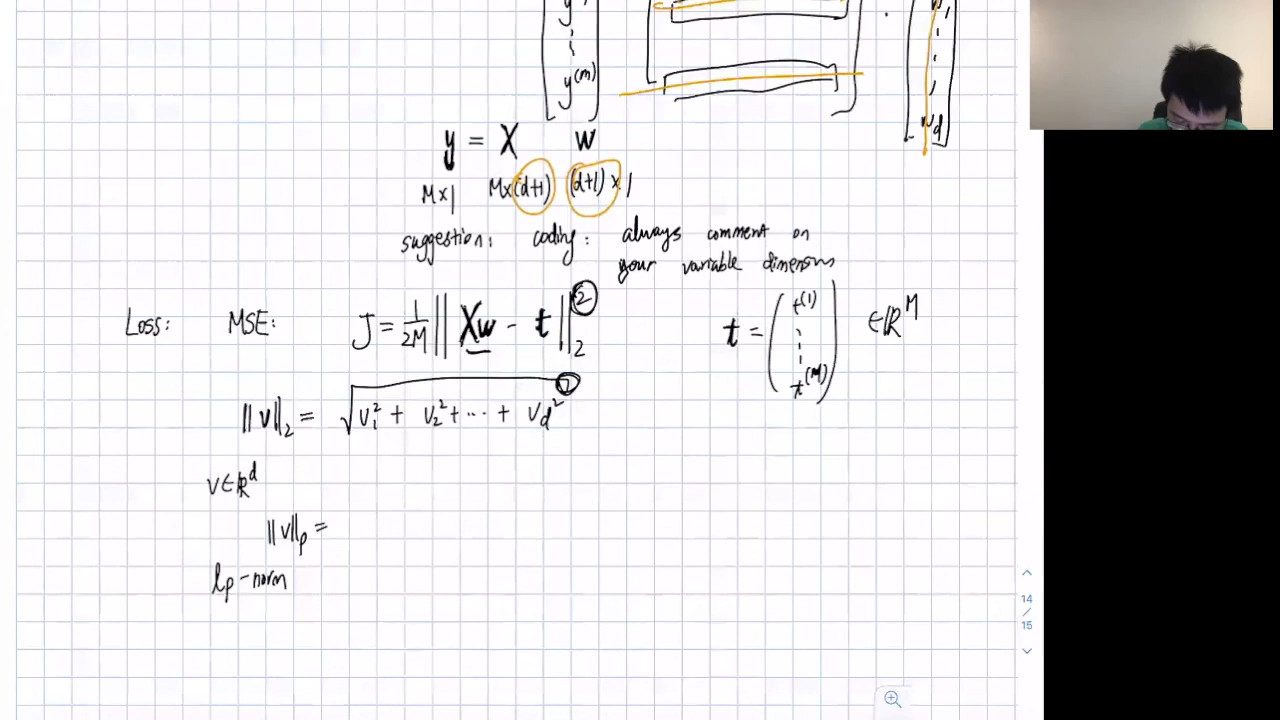 y^(m)
w_d
y = X w
M×1 M×(d+1) (d+1)×1
suggestion: coding: always comment on
your variable dimensions
Loss: MSE: J = 1/2M || Xw - t ||_2^2
t = ( t^(1) ⋮ t^(M) ) ∈ ℝ^M
||v||_2 = √(v_1^2 + v_2^2 + ⋯ + v_d^2)
v ∈ ℝ^d
||v||_p =
l_p - norm
14
/
15